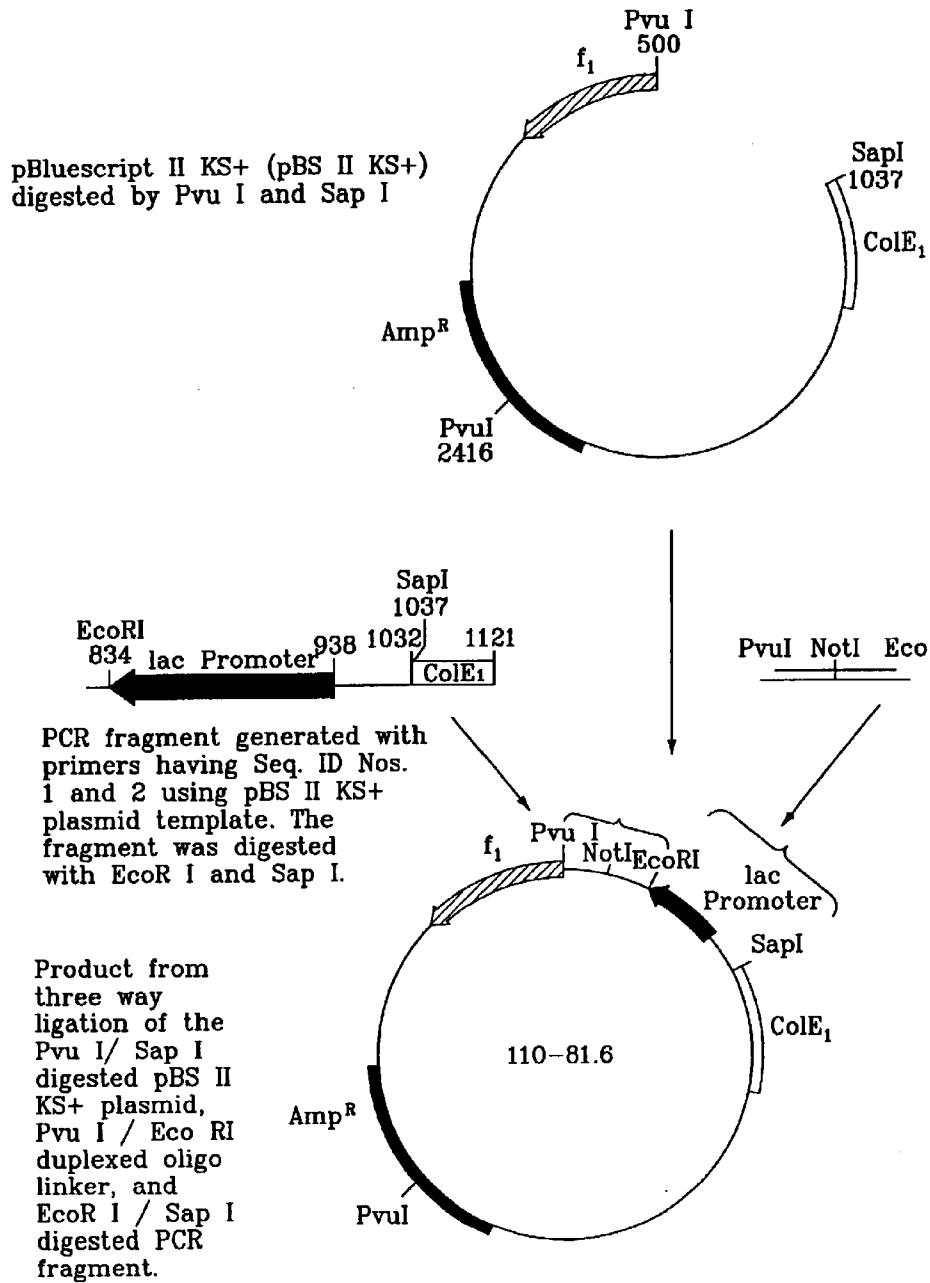 Pvu I
500
f1
pBluescript II KS+ (pBS II KS+)
digested by Pvu I and Sap I
SapI
1037
ColE1
AmpR
PvuI
2416
SapI
1037
EcoRI
834
lac Promoter
938
1032
1121
ColE1
PvuI NotI Eco
PCR fragment generated with
primers having Seq. ID Nos.
1 and 2 using pBS II KS+
plasmid template. The
fragment was digested
with EcoR I and Sap I.
Pvu I
f1
NotI
EcoRI
lac
Promoter
SapI
ColE1
110-81.6
AmpR
PvuI
Product from
three way
ligation of the
Pvu I/ Sap I
digested pBS II
KS+ plasmid,
Pvu I / Eco RI
duplexed oligo
linker, and
EcoR I / Sap I
digested PCR
fragment.